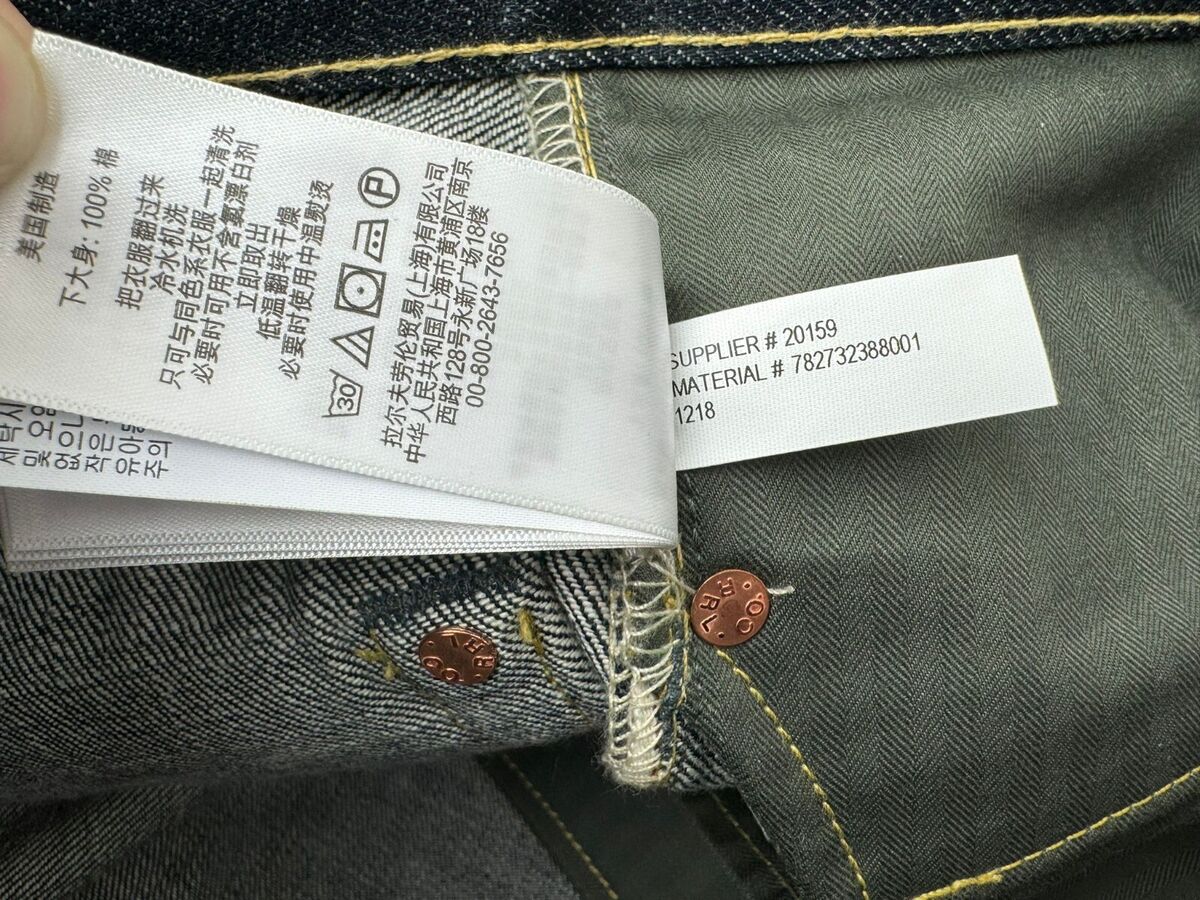 美国制造
下大身: 100% 棉
把衣服翻过来
冷水机洗
只可与同色系衣服一起清洗
必要时可用不含氯漂白剂
立即取出
低温翻转干燥
必要时使用中温熨烫
30
P
拉尔夫劳伦贸易(上海)有限公司
中华人民共和国上海市黄浦区南京
西路128号永新广场18楼
00-800-2643-7656
SUPPLIER # 20159
MATERIAL # 782732388001
1218
RRL
RRL